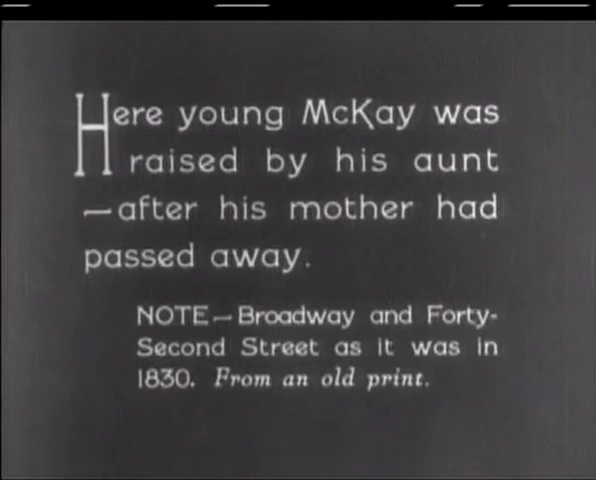 Here young McKay was
raised by his aunt
—after his mother had
passed away.
NOTE—Broadway and Forty-
Second Street as it was in
1830. From an old print.